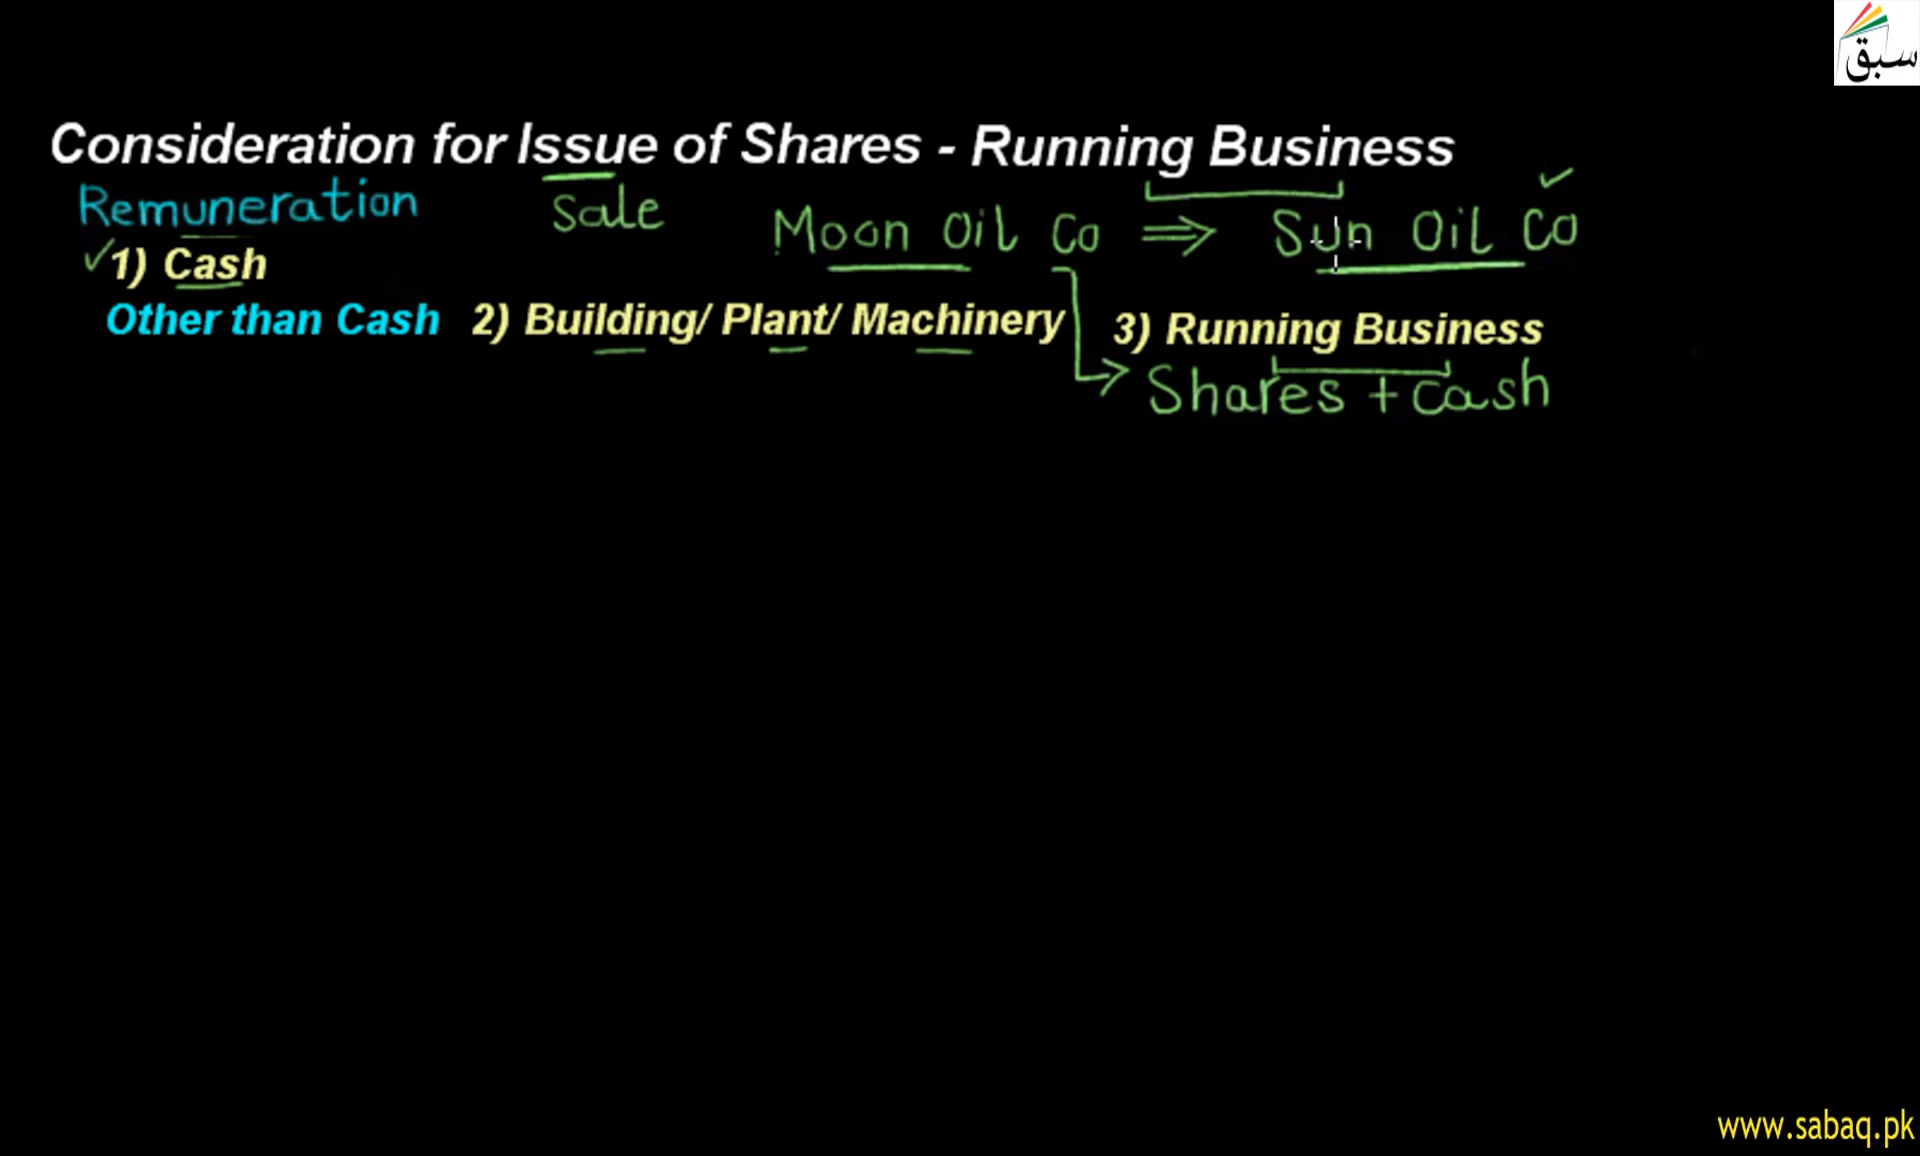 سبق
Consideration for Issue of Shares - Running Business
Remuneration Sale Moon Oil Co ⇒ Sun Oil Co ✓
✓ 1) Cash
Other than Cash 2) Building/ Plant/ Machinery 3) Running Business
Shares + Cash
www.sabaq.pk